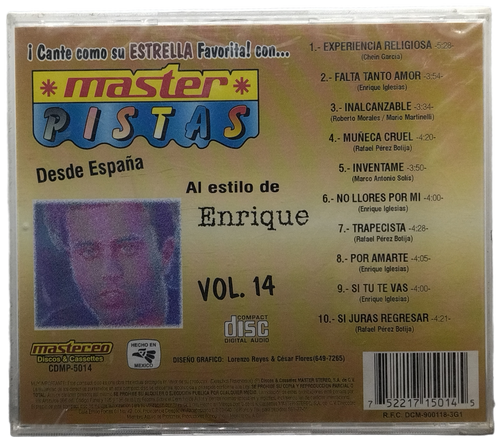 ¡ Cante como su ESTRELLA Favorita! con...
* master *
PISTAS
Desde España
Al estilo de
Enrique
VOL. 14
1.- EXPERIENCIA RELIGIOSA -5:28-
(Chein García)
2.- FALTA TANTO AMOR -3:54-
(Enrique Iglesias)
3.- INALCANZABLE -3:34-
(Roberto Morales / Mario Martinelli)
4.- MUÑECA CRUEL -4:20-
(Rafael Pérez Botija)
5.- INVENTAME -3:50-
(Marco Antonio Solís)
6.- NO LLORES POR MI -4:00-
(Enrique Iglesias)
7.- TRAPECISTA -4:28-
(Rafael Pérez Botija)
8.- POR AMARTE -4:05-
(Enrique Iglesias)
9.- SI TU TE VAS -4:00-
(Enrique Iglesias)
10.- SI JURAS REGRESAR -4:21-
(Rafael Pérez Botija)
COMPACT
disc
DIGITAL AUDIO
mastereo
Discos & Cassettes
CDMP-5014
HECHO EN
MEXICO
DISEÑO GRAFICO: Lorenzo Reyes & César Flores(649-7265)
7 52217 15014 5
R.F.C: DCM-900118-3G1